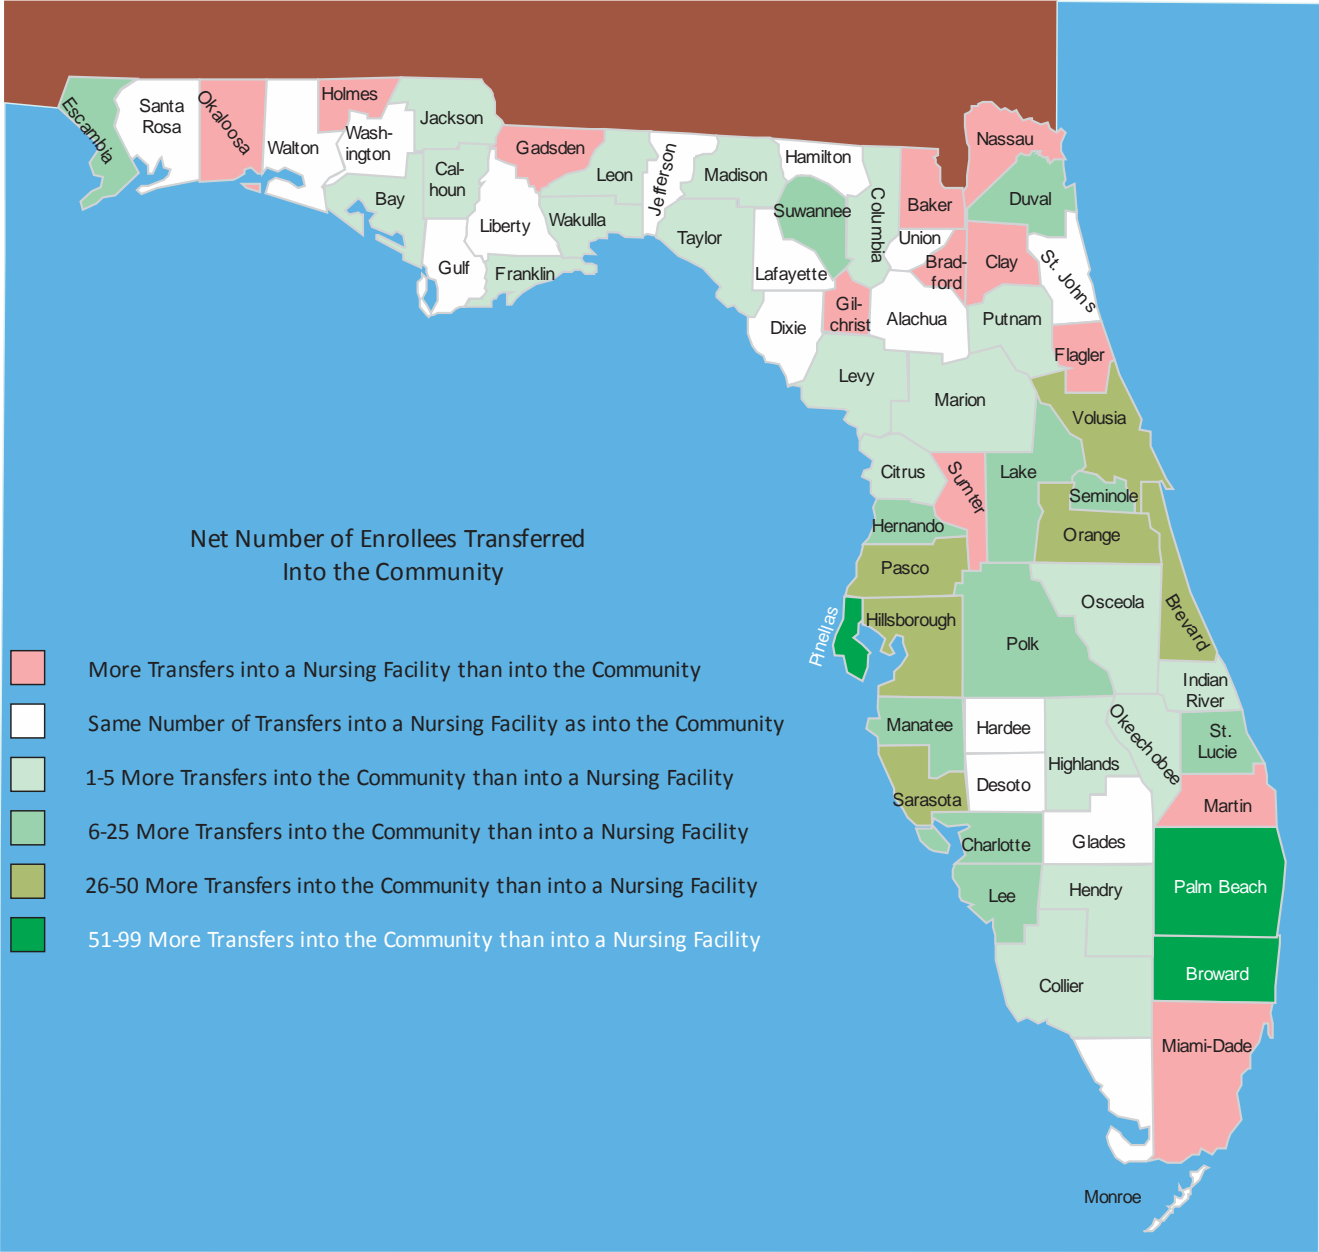 Escambia
Santa
Rosa
Okaloosa
Walton
Holmes
Wash-
ington
Jackson
Bay
Cal-
houn
Gulf
Liberty
Gadsden
Franklin
Wakulla
Leon
Jefferson
Madison
Taylor
Hamilton
Suwannee
Lafayette
Dixie
Columbia
Gil-
christ
Baker
Union
Brad-
ford
Alachua
Nassau
Duval
Clay
St. Johns
Putnam
Flagler
Levy
Marion
Volusia
Citrus
Sumter
Lake
Seminole
Orange
Hernando
Pasco
Pinellas
Hillsborough
Polk
Osceola
Brevard
Indian
River
Manatee
Hardee
Highlands
Okeechobee
St.
Lucie
Sarasota
Desoto
Martin
Charlotte
Glades
Lee
Hendry
Palm Beach
Broward
Collier
Miami-Dade
Monroe
Net Number of Enrollees Transferred
Into the Community
More Transfers into a Nursing Facility than into the Community
Same Number of Transfers into a Nursing Facility as into the Community
1-5 More Transfers into the Community than into a Nursing Facility
6-25 More Transfers into the Community than into a Nursing Facility
26-50 More Transfers into the Community than into a Nursing Facility
51-99 More Transfers into the Community than into a Nursing Facility